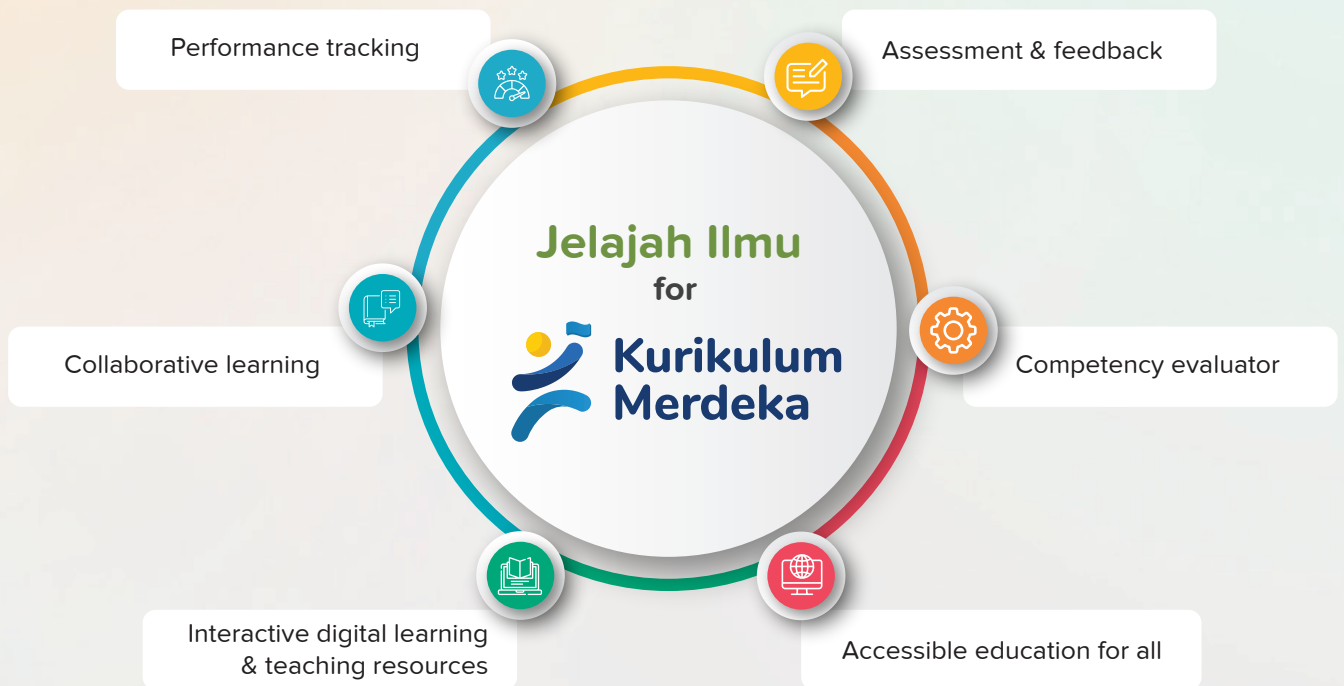 Performance tracking
Assessment & feedback
Jelajah Ilmu
for
Kurikulum
Merdeka
Collaborative learning
Competency evaluator
Interactive digital learning
& teaching resources
Accessible education for all